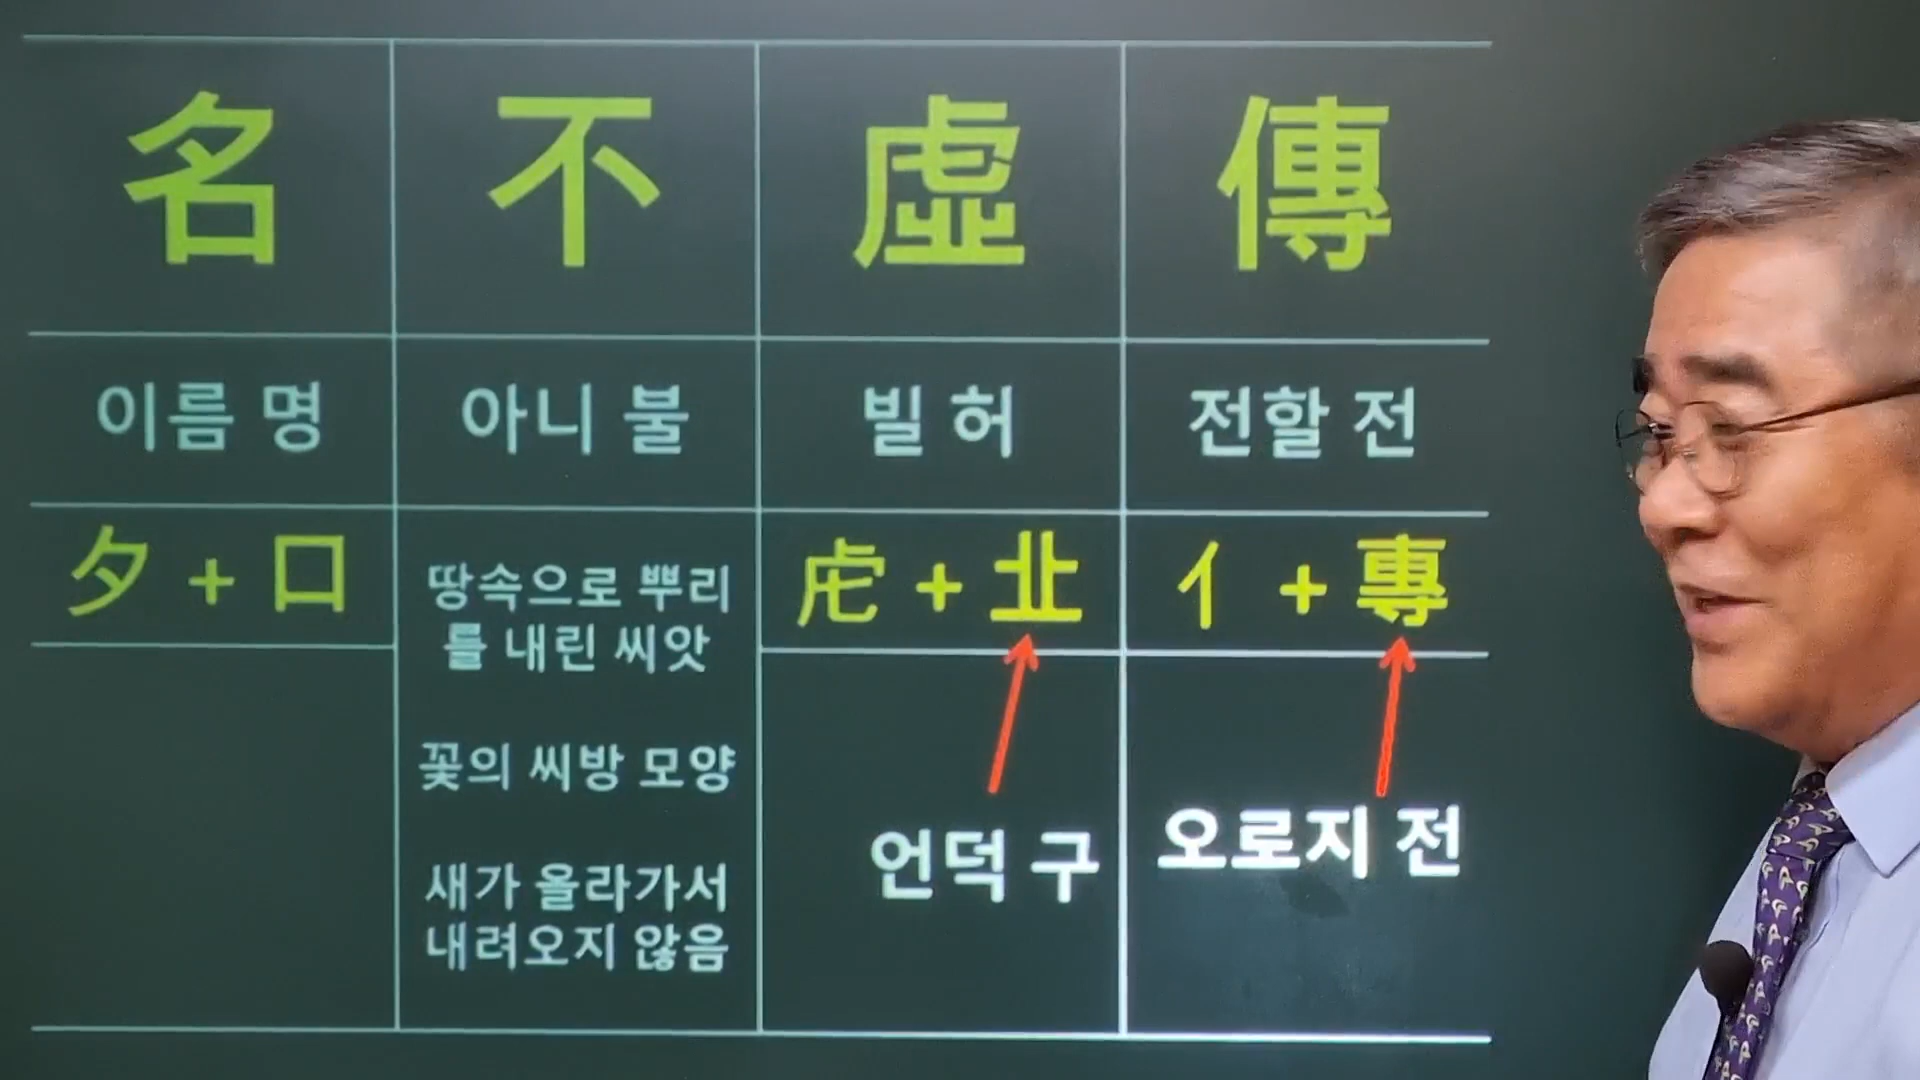 名 不 虛 傳
이름 명 아니 불 빌 허 전할 전
夕 + 口
땅속으로 뿌리
를 내린 씨앗
꽃의 씨방 모양
새가 올라가서
내려오지 않음
虍 + 丠
언덕 구
亻 + 專
오로지 전